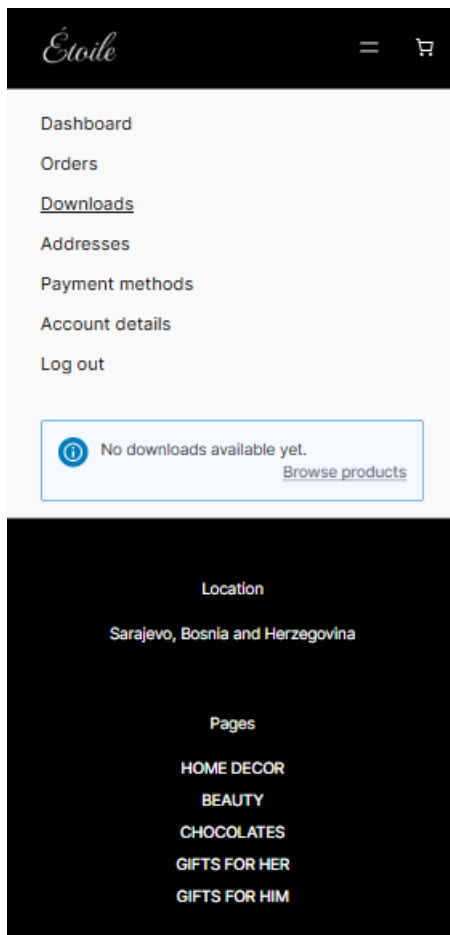 Étoile
Dashboard
Orders
Downloads
Addresses
Payment methods
Account details
Log out
No downloads available yet.
Browse products
Location
Sarajevo, Bosnia and Herzegovina
Pages
HOME DECOR
BEAUTY
CHOCOLATES
GIFTS FOR HER
GIFTS FOR HIM